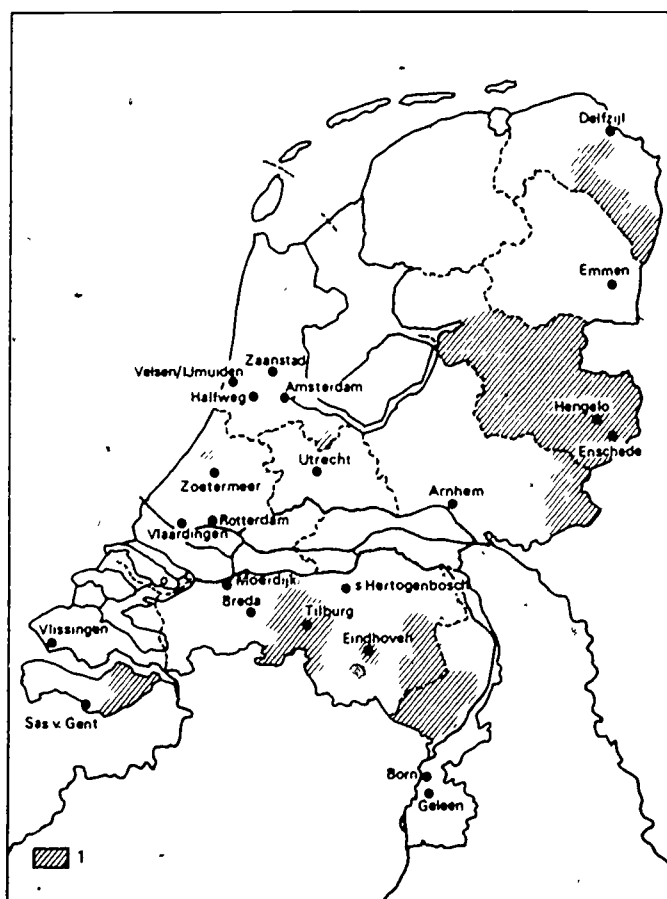 Delfzijl
Emmen
Zaanstad
Velsen/IJmuiden
Halfweg
Amsterdam
Hengelo
Enschede
Utrecht
Zoetermeer
Arnhem
Rotterdam
Vlaardingen
Moerdijk
s Hertogenbosch
Breda
Tilburg
Vlissingen
Eindhoven
Sas v. Gent
Born
Geleen
1